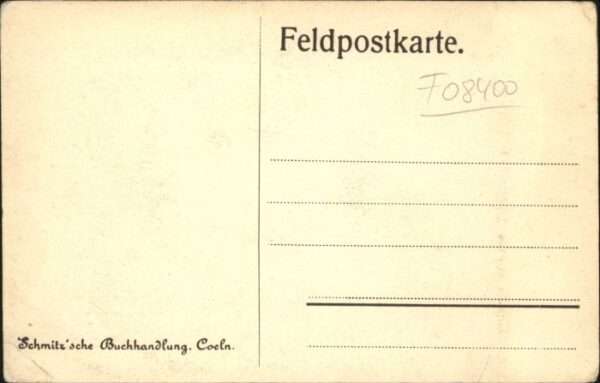 Feldpostkarte.
F08400
Schmitz'sche Buchhandlung. Coeln.